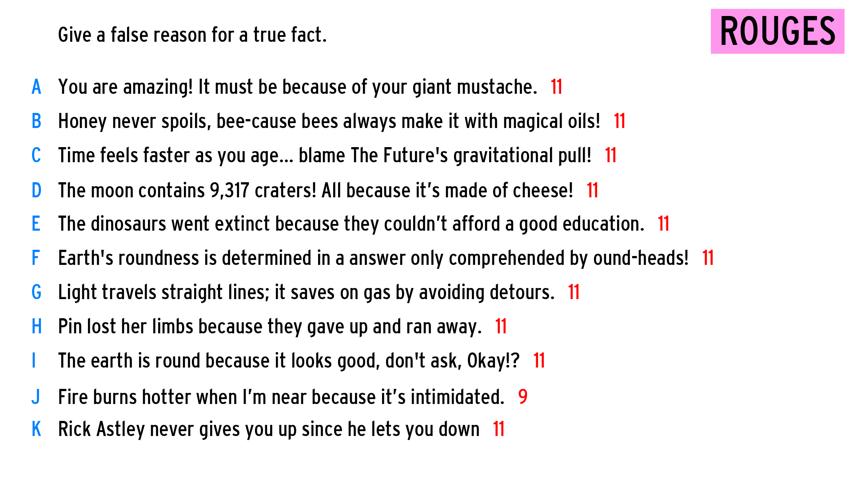 Give a false reason for a true fact.
ROUGES
A You are amazing! It must be because of your giant mustache. 11
B Honey never spoils, bee-cause bees always make it with magical oils! 11
C Time feels faster as you age... blame The Future's gravitational pull! 11
D The moon contains 9,317 craters! All because it's made of cheese! 11
E The dinosaurs went extinct because they couldn't afford a good education. 11
F Earth's roundness is determined in a answer only comprehended by ound-heads! 11
G Light travels straight lines; it saves on gas by avoiding detours. 11
H Pin lost her limbs because they gave up and ran away. 11
I The earth is round because it looks good, don't ask, Okay!? 11
J Fire burns hotter when I'm near because it's intimidated. 9
K Rick Astley never gives you up since he lets you down 11